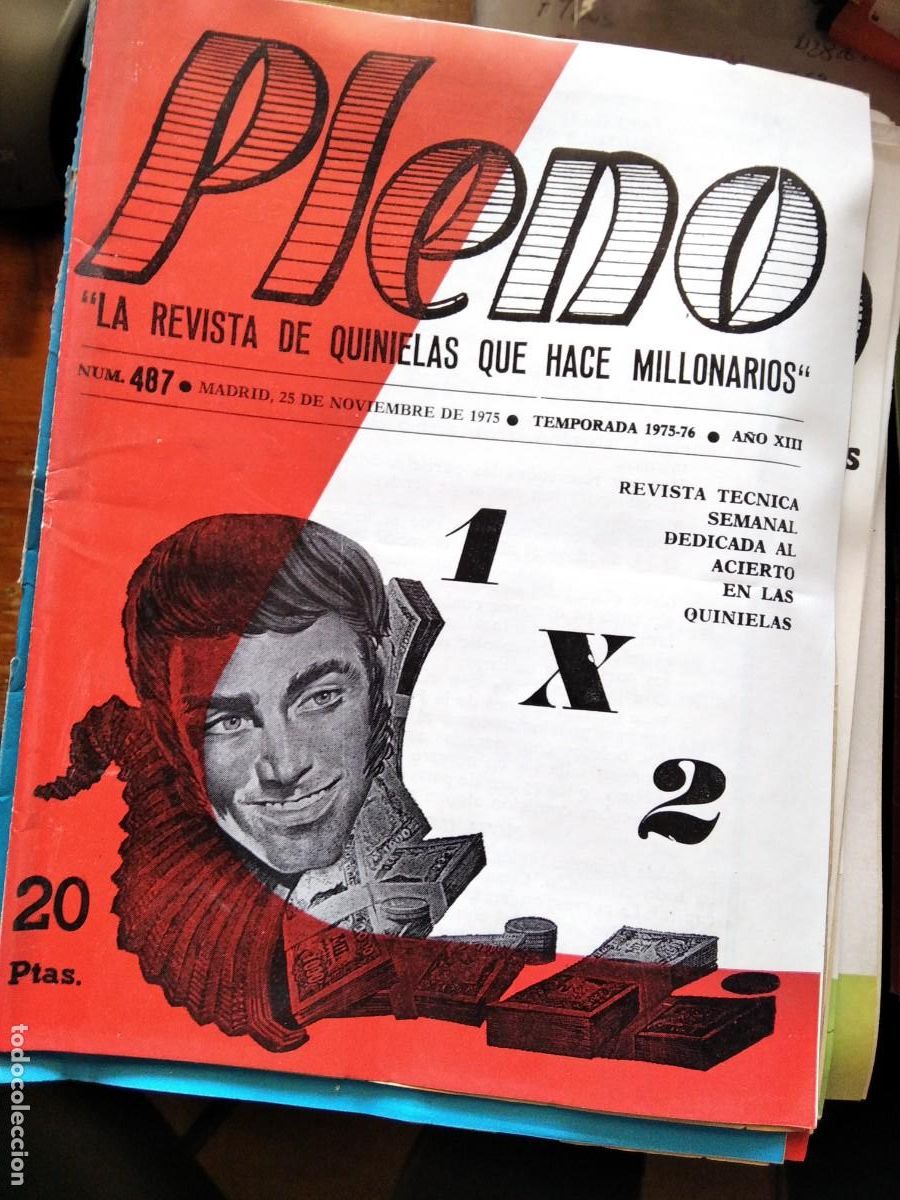 Pleno
"LA REVISTA DE QUINIELAS QUE HACE MILLONARIOS"
NUM. 487 ● MADRID, 25 DE NOVIEMBRE DE 1975 ● TEMPORADA 1975-76 ● AÑO XIII
REVISTA TECNICA
SEMANAL
DEDICADA AL
ACIERTO
EN LAS
QUINIELAS
1
X
2
20
Ptas.
todocoleccion